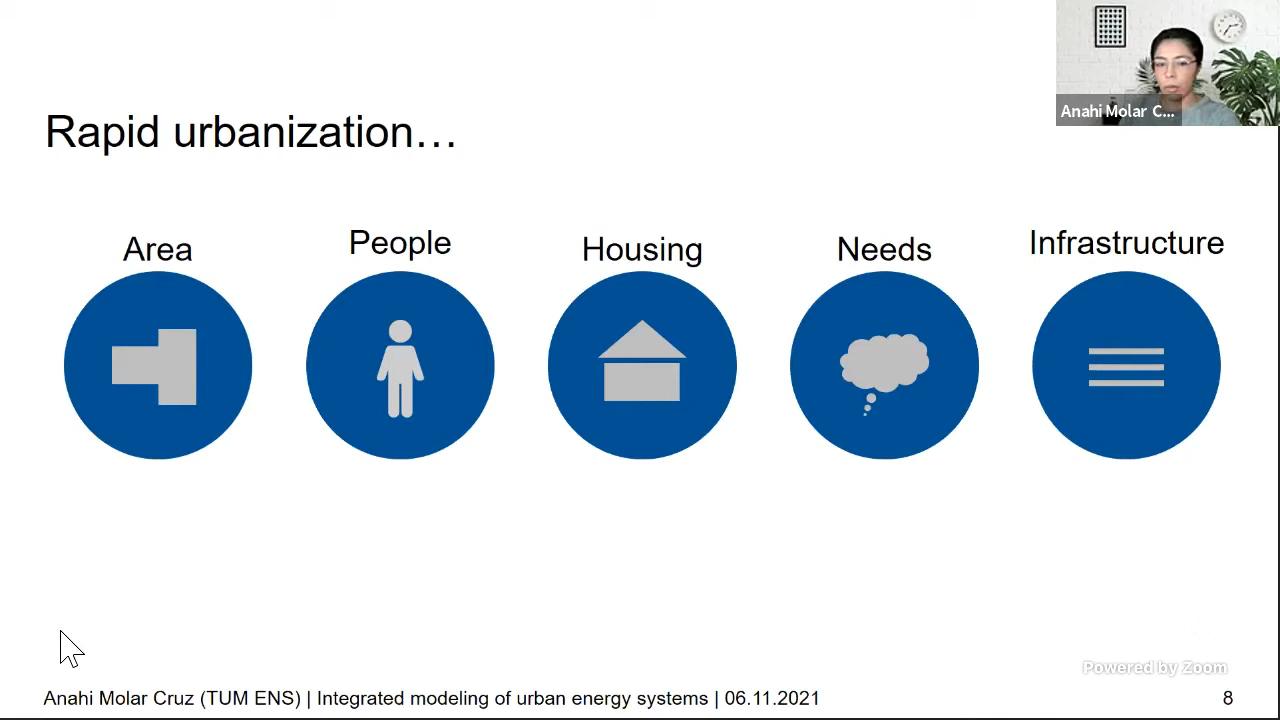 Anahi Molar C...
Rapid urbanization…
Area
People
Housing
Needs
Infrastructure
Powered by Zoom
Anahi Molar Cruz (TUM ENS) | Integrated modeling of urban energy systems | 06.11.2021
8